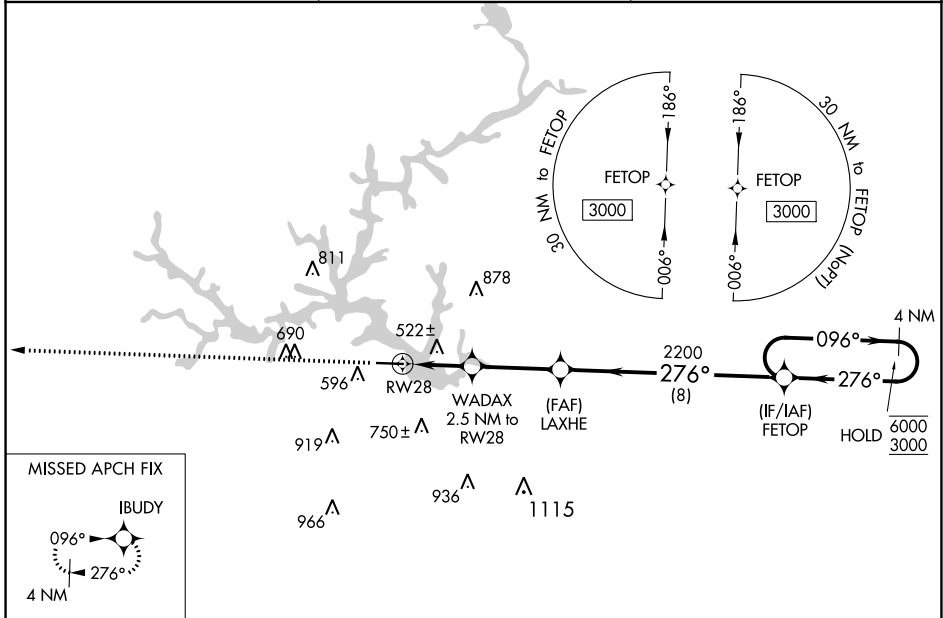 30 NM to FETOP
186°
FETOP
3000
006°
186°
FETOP
3000
006°
30 NM to FETOP (NoPT)
811
878
690
522±
596
RW28
WADAX
2.5 NM to
RW28
(FAF)
LAXHE
2200
276°
(8)
(IF/IAF)
FETOP
096°
276°
4 NM
HOLD
6000
3000
919
750±
966
936
1115
MISSED APCH FIX
IBUDY
096°
276°
4 NM